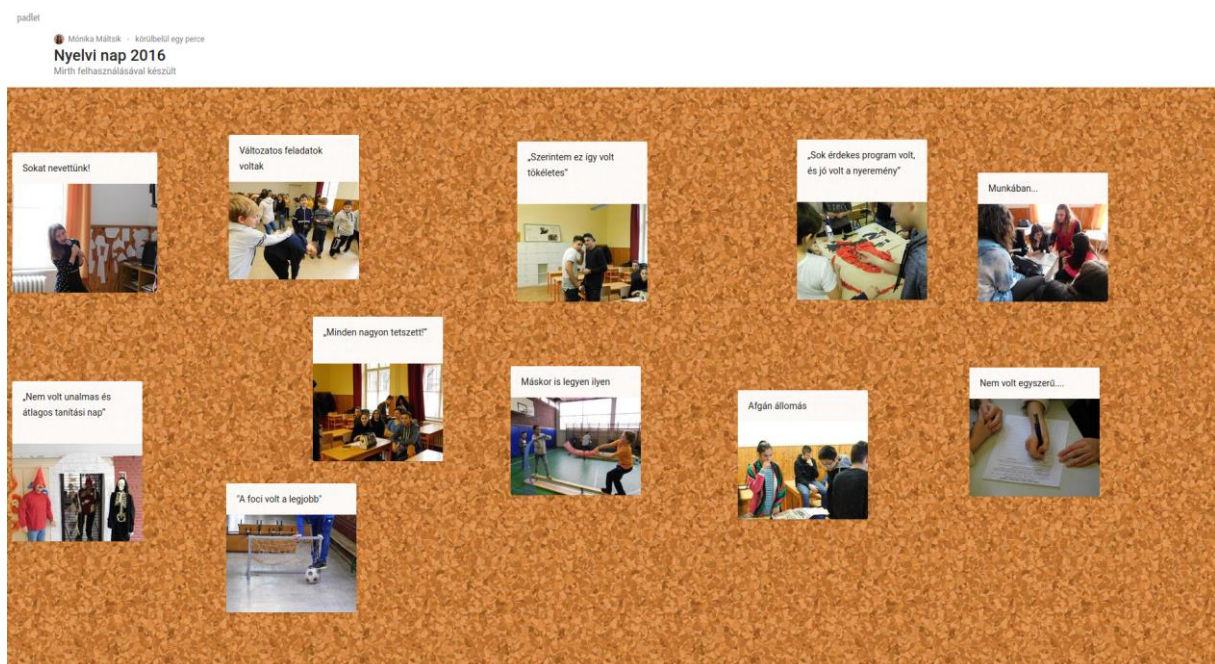 padlet
Mónika Máltsik - körülbelül egy perce
Nyelvi nap 2016
Mirth felhasználásával készült
Sokat nevettünk!
Változatos feladatok
voltak
„Szerintem ez így volt
tökéletes”
„Sok érdekes program volt,
és jó volt a nyeremény”
Munkában...
„Minden nagyon tetszett!”
„Nem volt unalmas és
átlagos tanítási nap”
Máskor is legyen ilyen
Afgán állomás
Nem volt egyszerű....
"A foci volt a legjobb"